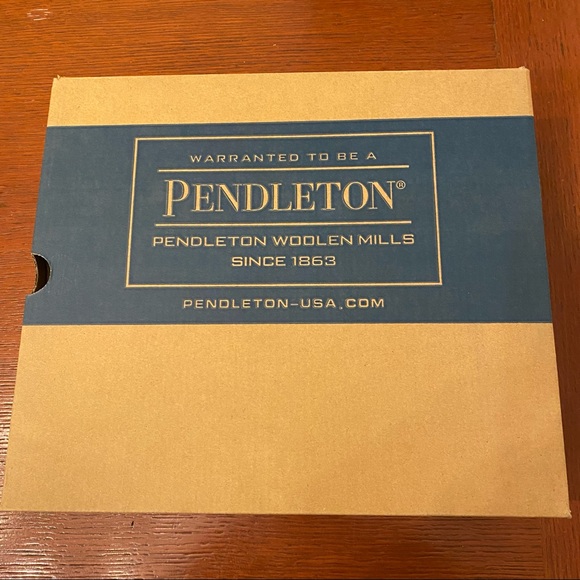 WARRANTED TO BE A
PENDLETON®
PENDLETON WOOLEN MILLS
SINCE 1863
PENDLETON-USA.COM